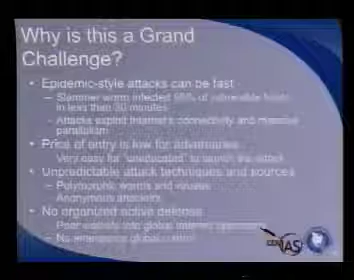 Why is this a Grand
Challenge?
• Epidemic-style attacks can be fast
– Slammer worm infected 90% of vulnerable hosts
in less than 30 minutes
– Attacks exploit Internet's connectivity and massive
parallelism
• Price of entry is low for adversaries
Very easy for "uneducated" to launch the attack
• Unpredictable attack techniques and sources
– Polymorphic worms and viruses
Anonymous attackers
• No organized active defense
Poor visibility into global Internet operations
– No emergency global control